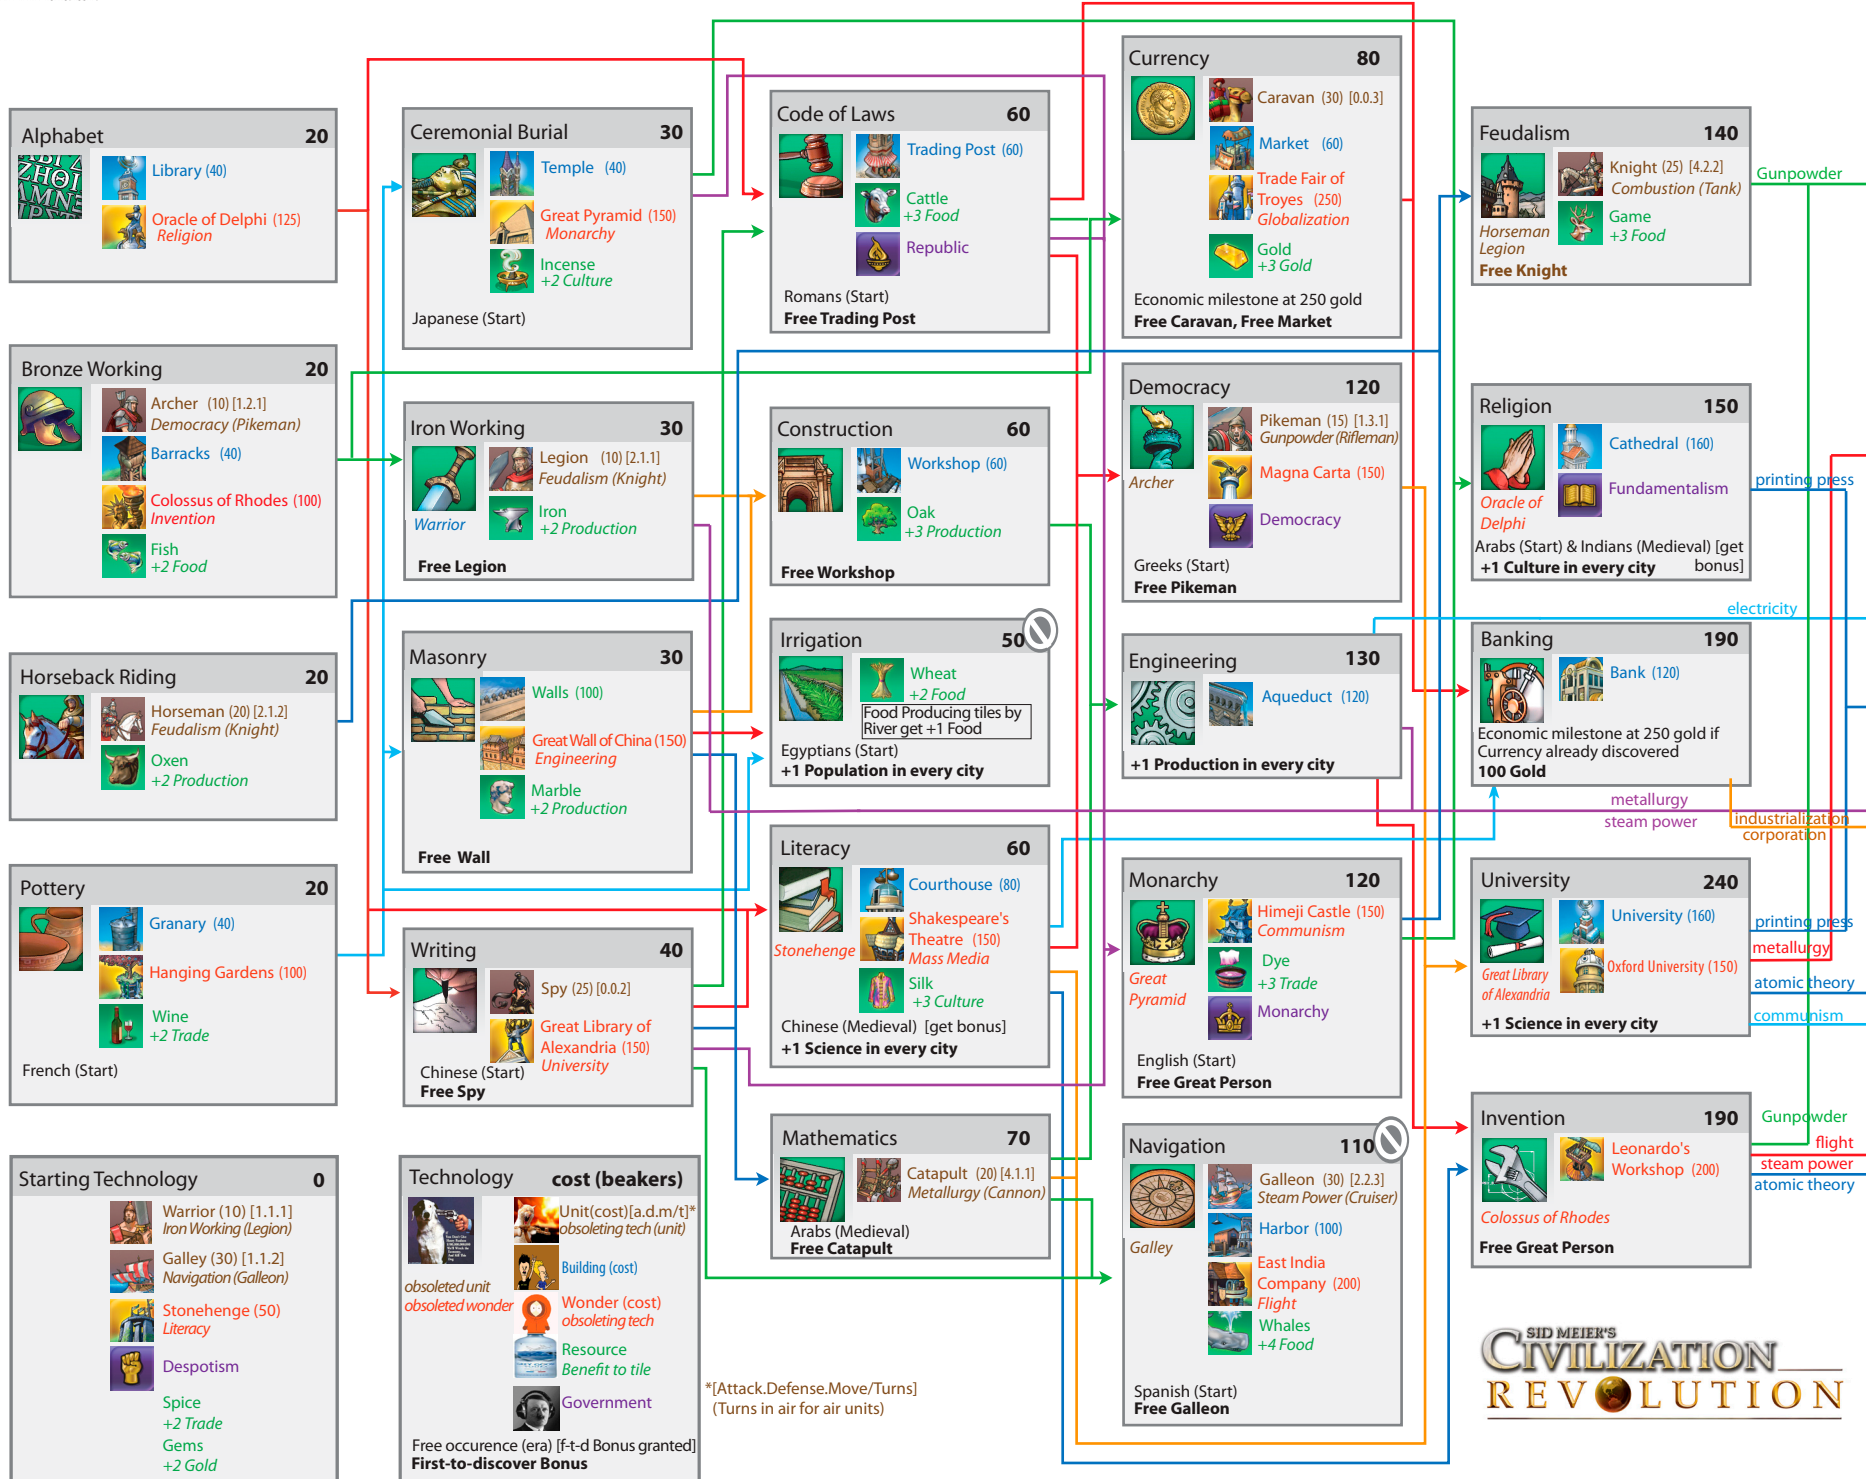 Alphabet 20
Library (40)
Oracle of Delphi (125)
Religion
Bronze Working 20
Archer (10) [1.2.1]
Democracy (Pikeman)
Barracks (40)
Colossus of Rhodes (100)
Invention
Fish
+2 Food
Horseback Riding 20
Horseman (20) [2.1.2]
Feudalism (Knight)
Oxen
+2 Production
Pottery 20
Granary (40)
Hanging Gardens (100)
Wine
+2 Trade
French (Start)
Starting Technology 0
Warrior (10) [1.1.1]
Iron Working (Legion)
Galley (30) [1.1.2]
Navigation (Galleon)
Stonehenge (50)
Literacy
Despotism
Spice
+2 Trade
Gems
+2 Gold
Ceremonial Burial 30
Temple (40)
Great Pyramid (150)
Monarchy
Incense
+2 Culture
Japanese (Start)
Iron Working 30
Legion (10) [2.1.1]
Feudalism (Knight)
Iron
+2 Production
Warrior
Free Legion
Masonry 30
Walls (100)
Great Wall of China (150)
Engineering
Marble
+2 Production
Free Wall
Writing 40
Spy (25) [0.0.2]
Great Library of
Alexandria (150)
University
Chinese (Start)
Free Spy
Technology cost (beakers)
Unit(cost)[a.d.m/t]*
obsoleting tech (unit)
Building (cost)
obsoleted unit
obsoleted wonder
Wonder (cost)
obsoleting tech
Resource
Benefit to tile
Government
Free occurence (era) [f-t-d Bonus granted]
First-to-discover Bonus
*[Attack.Defense.Move/Turns]
(Turns in air for air units)
Code of Laws 60
Trading Post (60)
Cattle
+3 Food
Republic
Romans (Start)
Free Trading Post
Construction 60
Workshop (60)
Oak
+3 Production
Free Workshop
Irrigation 50
Wheat
+2 Food
Food Producing tiles by
River get +1 Food
Egyptians (Start)
+1 Population in every city
Literacy 60
Courthouse (80)
Shakespeare's
Theatre (150)
Mass Media
Stonehenge
Silk
+3 Culture
Chinese (Medieval) [get bonus]
+1 Science in every city
Mathematics 70
Catapult (20) [4.1.1]
Metallurgy (Cannon)
Arabs (Medieval)
Free Catapult
Currency 80
Caravan (30) [0.0.3]
Market (60)
Trade Fair of
Troyes (250)
Globalization
Gold
+3 Gold
Economic milestone at 250 gold
Free Caravan, Free Market
Democracy 120
Pikeman (15) [1.3.1]
Gunpowder (Rifleman)
Magna Carta (150)
Archer
Democracy
Greeks (Start)
Free Pikeman
Engineering 130
Aqueduct (120)
+1 Production in every city
Monarchy 120
Himeji Castle (150)
Communism
Dye
+3 Trade
Great
Pyramid
Monarchy
English (Start)
Free Great Person
Navigation 110
Galleon (30) [2.2.3]
Steam Power (Cruiser)
Harbor (100)
Galley
East India
Company (200)
Flight
Whales
+4 Food
Spanish (Start)
Free Galleon
Feudalism 140
Knight (25) [4.2.2]
Combustion (Tank)
Game
+3 Food
Horseman
Legion
Free Knight
Gunpowder
Religion 150
Cathedral (160)
Fundamentalism
Oracle of
Delphi
Arabs (Start) & Indians (Medieval) [get
+1 Culture in every city bonus]
printing press
electricity
Banking 190
Bank (120)
Economic milestone at 250 gold if
Currency already discovered
100 Gold
metallurgy
steam power
industrialization
corporation
University 240
University (160)
Oxford University (150)
Great Library
of Alexandria
+1 Science in every city
printing press
metallurgy
atomic theory
communism
Invention 190
Leonardo's
Workshop (200)
Colossus of Rhodes
Free Great Person
Gunpowder
flight
steam power
atomic theory
SID MEIER'S
CIVILIZATION
REVOLUTION